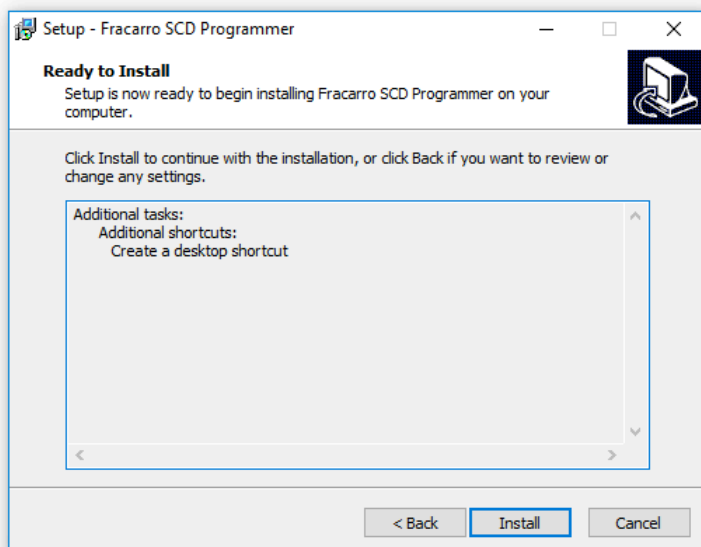 Setup - Fracarro SCD Programmer
Ready to Install
Setup is now ready to begin installing Fracarro SCD Programmer on your
computer.
Click Install to continue with the installation, or click Back if you want to review or
change any settings.
Additional tasks:
Additional shortcuts:
Create a desktop shortcut
< Back
Install
Cancel